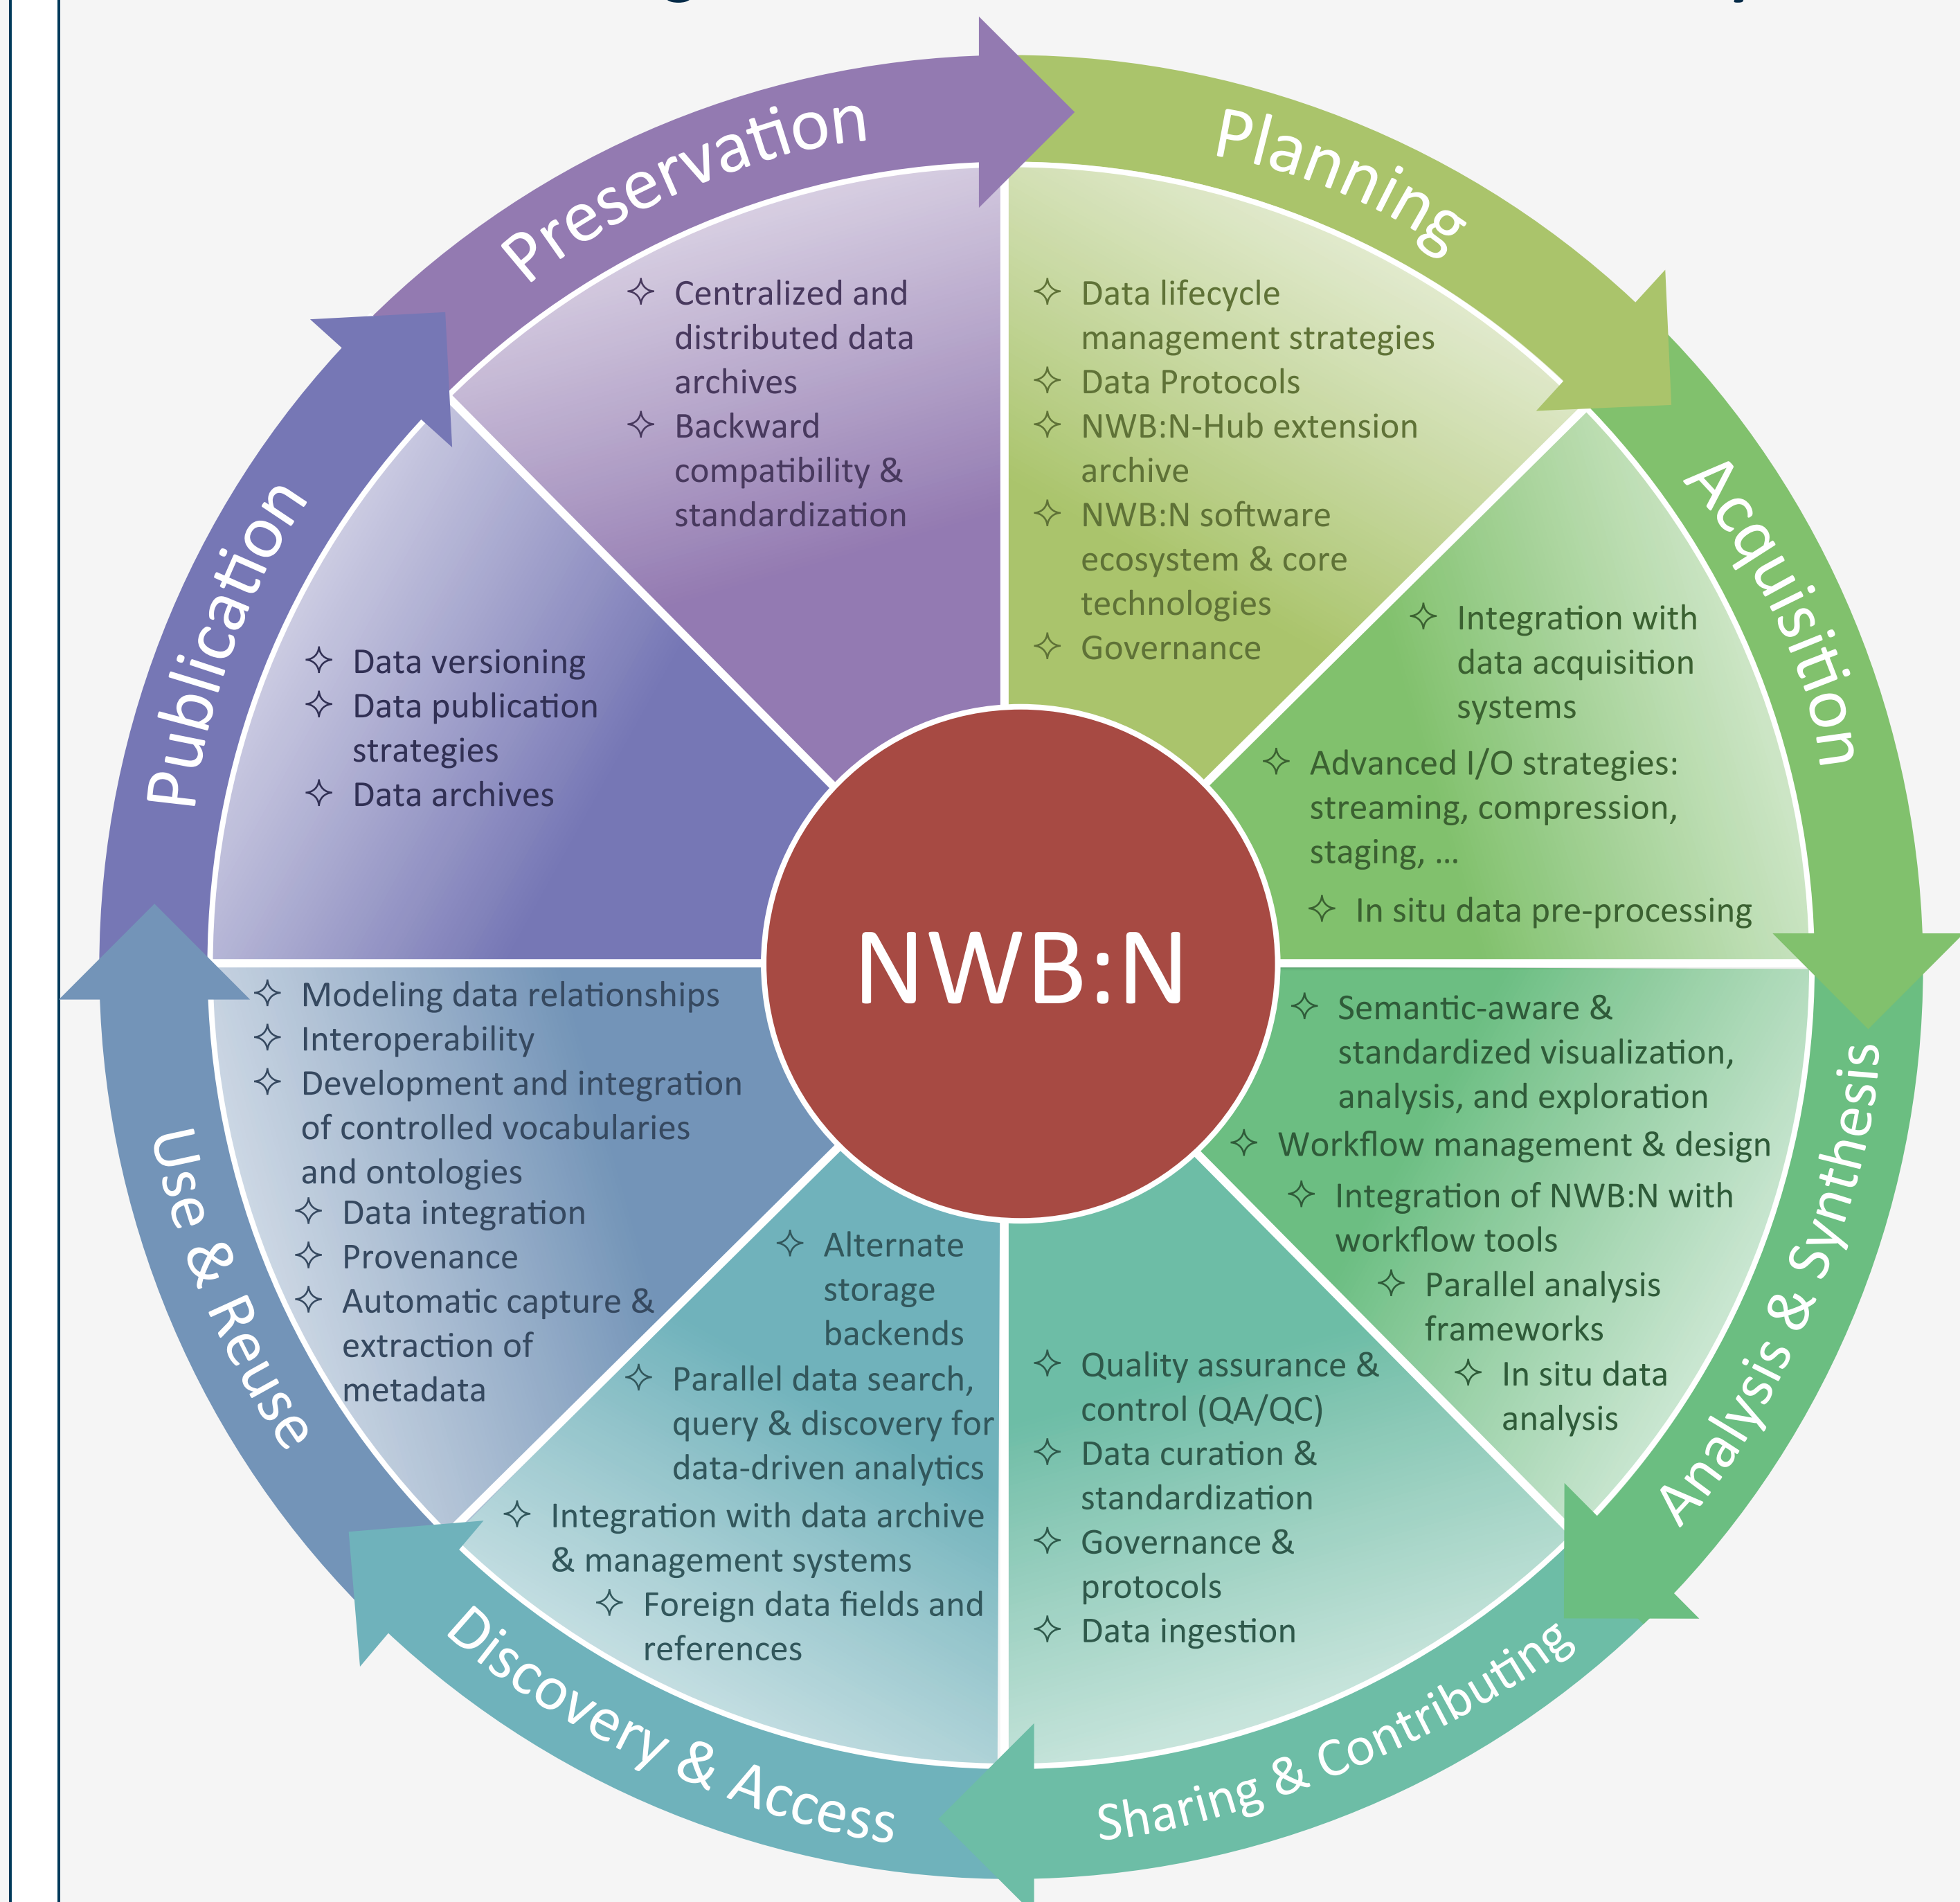 Preservation
Centralized and
distributed data
archives
Backward
compatibility &
standardization
Planning
Data lifecycle
management strategies
Data Protocols
NWB:N-Hub extension
archive
NWB:N software
ecosystem & core
technologies
Governance
Acquisition
Integration with
data acquisition
systems
Advanced I/O strategies:
streaming, compression,
staging, ...
In situ data pre-processing
Analysis & Synthesis
Semantic-aware &
standardized visualization,
analysis, and exploration
Workflow management & design
Integration of NWB:N with
workflow tools
Parallel analysis
frameworks
In situ data
analysis
Sharing & Contributing
Quality assurance &
control (QA/QC)
Data curation &
standardization
Governance &
protocols
Data ingestion
Discovery & Access
Alternate
storage
backends
Parallel data search,
query & discovery for
data-driven analytics
Integration with data archive
& management systems
Foreign data fields and
references
Use & Reuse
Modeling data relationships
Interoperability
Development and integration
of controlled vocabularies
and ontologies
Data integration
Provenance
Automatic capture &
extraction of
metadata
Publication
Data versioning
Data publication
strategies
Data archives
NWB:N